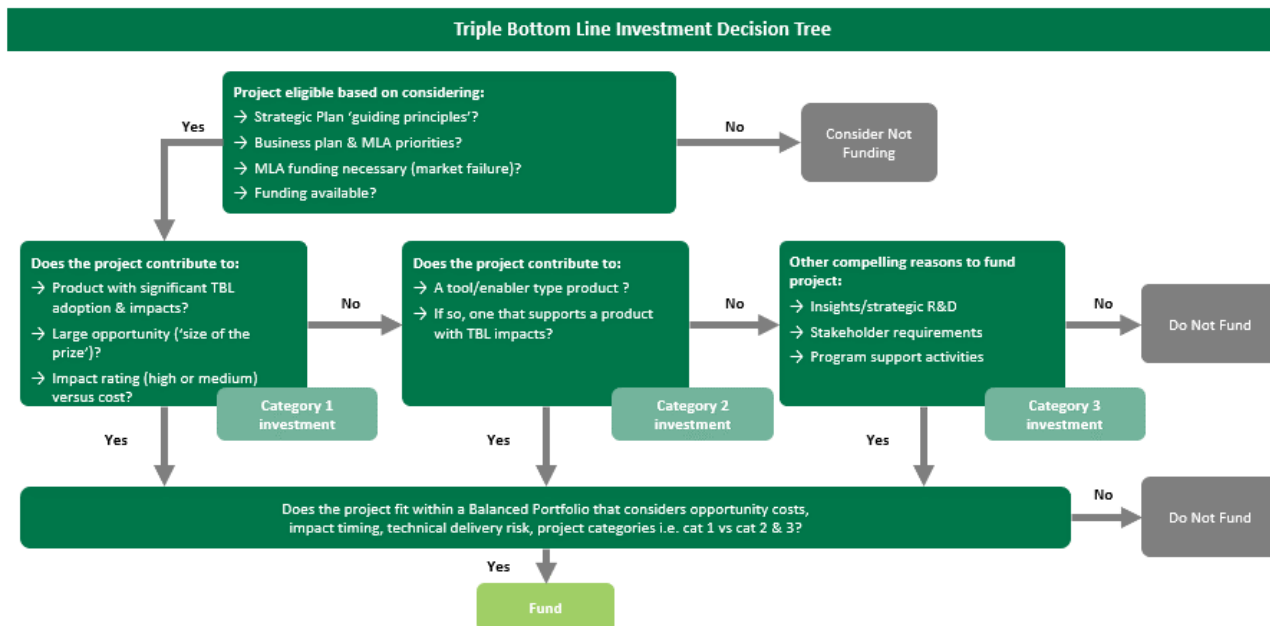 Triple Bottom Line Investment Decision Tree
Project eligible based on considering:
→ Strategic Plan ‘guiding principles’?
→ Business plan & MLA priorities?
→ MLA funding necessary (market failure)?
→ Funding available?
Yes
No
Consider Not
Funding
Does the project contribute to:
→ Product with significant TBL
adoption & impacts?
→ Large opportunity (‘size of the
prize’)?
→ Impact rating (high or medium)
versus cost?
Category 1
investment
No
Does the project contribute to:
→ A tool/enabler type product ?
→ If so, one that supports a product
with TBL impacts?
Category 2
investment
No
Other compelling reasons to fund
project:
→ Insights/strategic R&D
→ Stakeholder requirements
→ Program support activities
Category 3
investment
No
Do Not Fund
Yes
Yes
Yes
Does the project fit within a Balanced Portfolio that considers opportunity costs,
impact timing, technical delivery risk, project categories i.e. cat 1 vs cat 2 & 3?
No
Do Not Fund
Yes
Fund